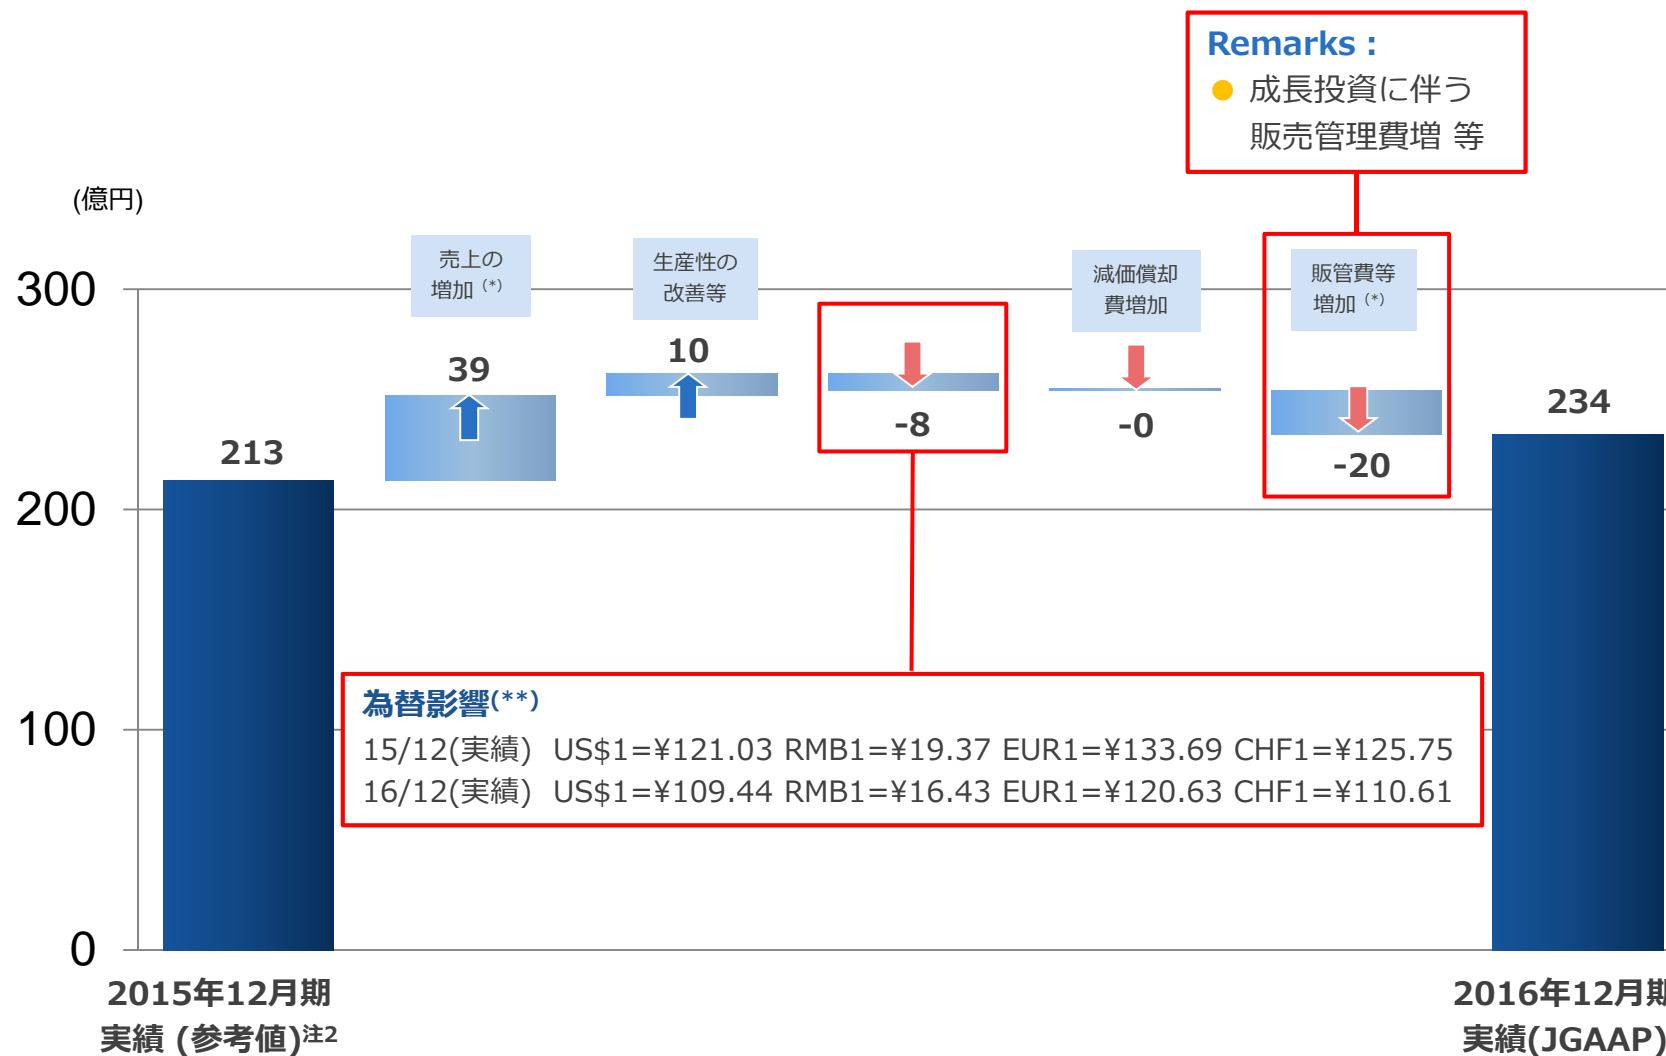 Remarks :
● 成長投資に伴う
販売管理費増 等
(億円)
売上の
増加 (*)
生産性の
改善等
減価償却
費増加
販管費等
増加 (*)
300
200
100
0
213
39
10
-8
-0
-20
234
為替影響(**)
15/12(実績) US$1=¥121.03 RMB1=¥19.37 EUR1=¥133.69 CHF1=¥125.75
16/12(実績) US$1=¥109.44 RMB1=¥16.43 EUR1=¥120.63 CHF1=¥110.61
2015年12月期
実績 (参考値)注2
2016年12月期
実績(JGAAP)